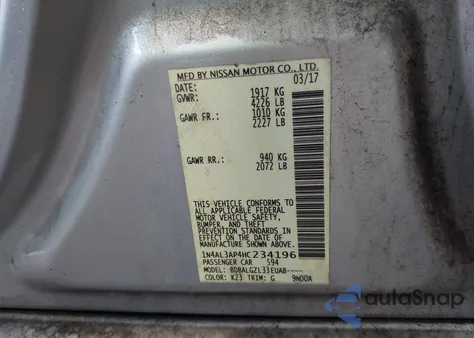 MFD BY NISSAN MOTOR CO., LTD.
DATE: 03/17
GVWR: 1917 KG
4226 LB
GAWR FR.: 1010 KG
2227 LB
GAWR RR.: 940 KG
2072 LB
THIS VEHICLE CONFORMS TO
ALL APPLICABLE FEDERAL
MOTOR VEHICLE SAFETY,
BUMPER, AND THEFT
PREVENTION STANDARDS IN
EFFECT ON THE DATE OF
MANUFACTURE SHOWN ABOVE.
1N4AL3AP4HC234196
PASSENGER CAR 594
MODEL: BDBALGZL33EUAB----
COLOR: K23 TRIM: G 9N00A
autoSnap